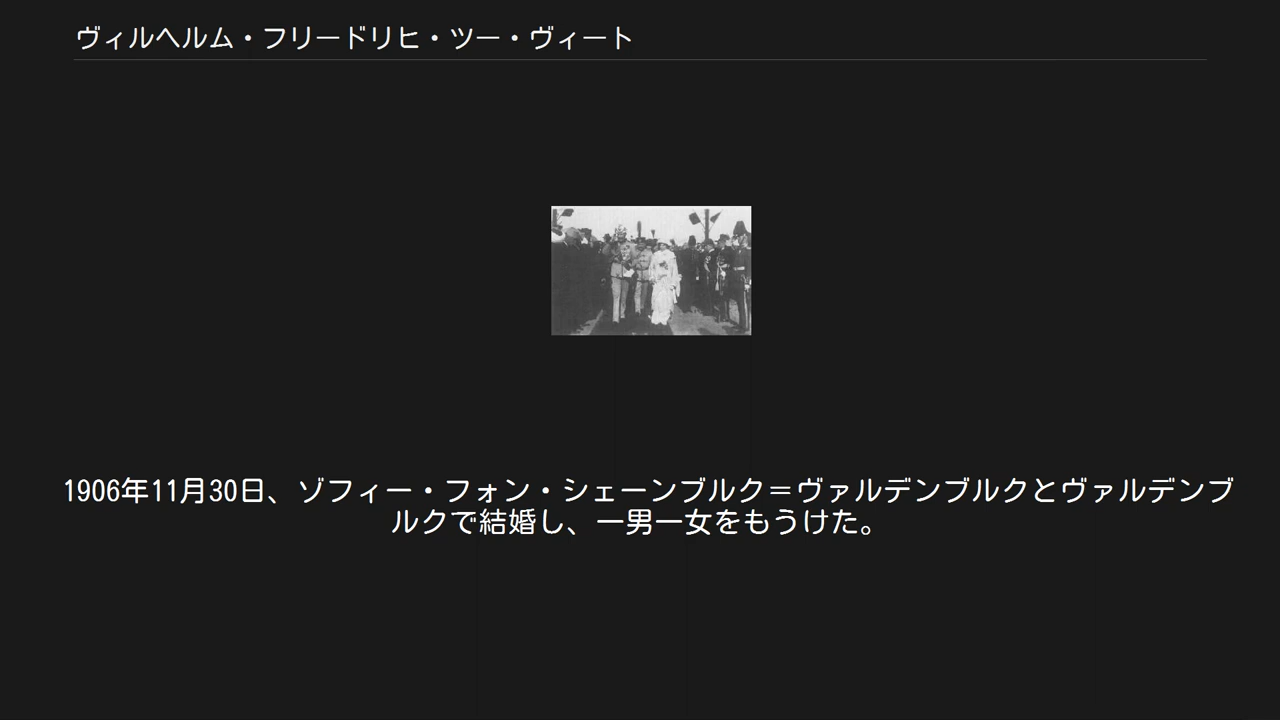 ヴィルヘルム・フリードリヒ・ツー・ヴィート
1906年11月30日、ゾフィー・フォン・シェーンブルク＝ヴァルデンブルクとヴァルデンブ
ルクで結婚し、一男一女をもうけた。